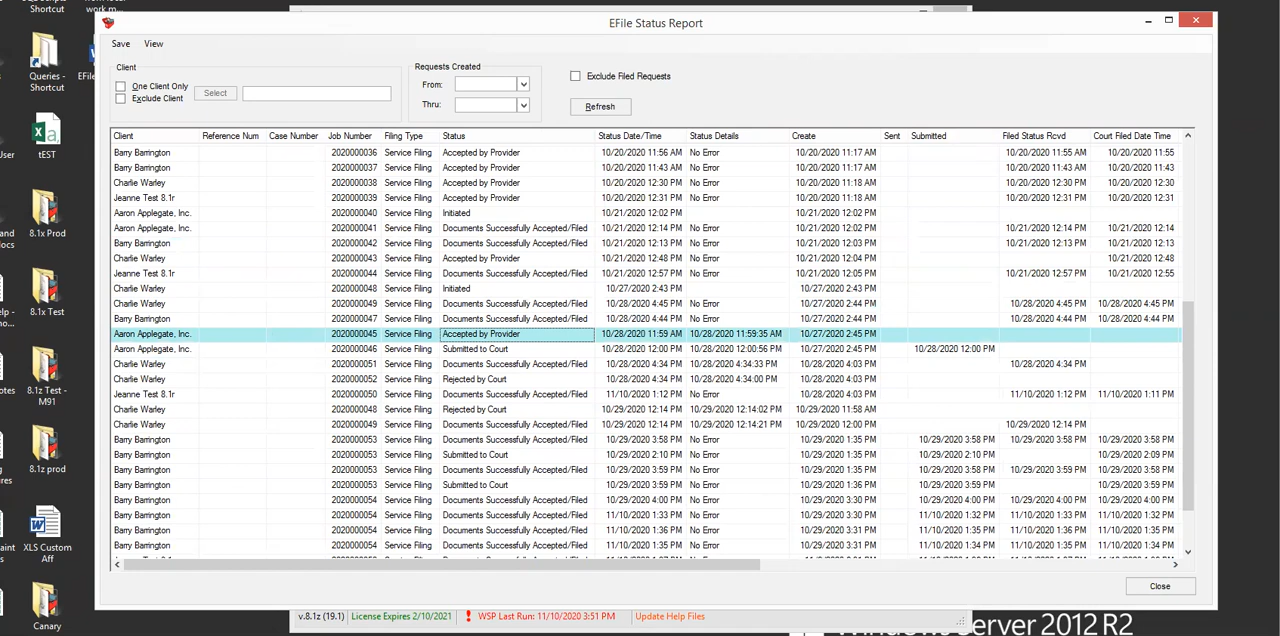 Shortcut
work m...
EFile Status Report
Save View
Client
One Client Only
Exclude Client
Select
Requests Created
From:
Thru:
Exclude Filed Requests
Refresh
Client Reference Num Case Number Job Number Filing Type Status Status Date/Time Status Details Create Sent Submitted Filed Status Rcvd Court Filed Date Time
Barry Barrington 2020000036 Service Filing Accepted by Provider 10/20/2020 11:56 AM No Error 10/20/2020 11:17 AM 10/20/2020 11:55 AM 10/20/2020 11:55
Barry Barrington 2020000037 Service Filing Accepted by Provider 10/20/2020 11:43 AM No Error 10/20/2020 11:17 AM 10/20/2020 11:43 AM 10/20/2020 11:43
Charlie Warley 2020000038 Service Filing Accepted by Provider 10/20/2020 12:30 PM No Error 10/20/2020 11:18 AM 10/20/2020 12:30 PM 10/20/2020 12:30
Jeanne Test 8.1r 2020000039 Service Filing Accepted by Provider 10/20/2020 12:31 PM No Error 10/20/2020 11:18 AM 10/20/2020 12:31 PM 10/20/2020 12:31
Aaron Applegate, Inc. 2020000040 Service Filing Initiated 10/21/2020 12:02 PM 10/21/2020 12:02 PM
Aaron Applegate, Inc. 2020000041 Service Filing Documents Successfully Accepted/Filed 10/21/2020 12:14 PM No Error 10/21/2020 12:02 PM 10/21/2020 12:14 PM 10/21/2020 12:14
Barry Barrington 2020000042 Service Filing Documents Successfully Accepted/Filed 10/21/2020 12:13 PM No Error 10/21/2020 12:03 PM 10/21/2020 12:13 PM 10/21/2020 12:13
Charlie Warley 2020000043 Service Filing Accepted by Provider 10/21/2020 12:48 PM No Error 10/21/2020 12:04 PM 10/21/2020 12:48
Jeanne Test 8.1r 2020000044 Service Filing Documents Successfully Accepted/Filed 10/21/2020 12:57 PM No Error 10/21/2020 12:05 PM 10/21/2020 12:57 PM 10/21/2020 12:55
Charlie Warley 2020000048 Service Filing Initiated 10/27/2020 2:43 PM 10/27/2020 2:43 PM
Charlie Warley 2020000049 Service Filing Documents Successfully Accepted/Filed 10/28/2020 4:45 PM No Error 10/27/2020 2:44 PM 10/28/2020 4:45 PM 10/28/2020 4:45 PM
Barry Barrington 2020000047 Service Filing Documents Successfully Accepted/Filed 10/28/2020 4:44 PM No Error 10/27/2020 2:44 PM 10/28/2020 4:44 PM 10/28/2020 4:44 PM
Aaron Applegate, Inc. 2020000045 Service Filing Accepted by Provider 10/28/2020 11:59 AM 10/28/2020 11:59:35 AM 10/27/2020 2:45 PM
Aaron Applegate, Inc. 2020000046 Service Filing Submitted to Court 10/28/2020 12:00 PM 10/28/2020 12:00:56 PM 10/27/2020 2:45 PM 10/28/2020 12:00 PM
Charlie Warley 2020000051 Service Filing Documents Successfully Accepted/Filed 10/28/2020 4:34 PM 10/28/2020 4:34:33 PM 10/28/2020 4:03 PM 10/28/2020 4:34 PM
Charlie Warley 2020000052 Service Filing Rejected by Court 10/28/2020 4:34 PM 10/28/2020 4:34:00 PM 10/28/2020 4:03 PM
Jeanne Test 8.1r 2020000050 Service Filing Documents Successfully Accepted/Filed 11/10/2020 1:12 PM No Error 10/28/2020 4:03 PM 11/10/2020 1:12 PM 11/10/2020 1:11 PM
Charlie Warley 2020000048 Service Filing Rejected by Court 10/29/2020 12:14 PM 10/29/2020 12:14:02 PM 10/29/2020 11:58 AM
Charlie Warley 2020000049 Service Filing Documents Successfully Accepted/Filed 10/29/2020 12:14 PM 10/29/2020 12:14:21 PM 10/29/2020 12:00 PM 10/29/2020 12:14 PM
Barry Barrington 2020000053 Service Filing Documents Successfully Accepted/Filed 10/29/2020 3:58 PM No Error 10/29/2020 1:35 PM 10/29/2020 3:58 PM 10/29/2020 3:58 PM 10/29/2020 3:58 PM
Barry Barrington 2020000053 Service Filing Submitted to Court 10/29/2020 2:10 PM No Error 10/29/2020 1:35 PM 10/29/2020 2:10 PM 10/29/2020 2:09 PM
Barry Barrington 2020000053 Service Filing Documents Successfully Accepted/Filed 10/29/2020 3:59 PM No Error 10/29/2020 1:35 PM 10/29/2020 3:58 PM 10/29/2020 3:59 PM 10/29/2020 3:58 PM
Barry Barrington 2020000053 Service Filing Submitted to Court 10/29/2020 3:59 PM No Error 10/29/2020 1:36 PM 10/29/2020 3:59 PM 10/29/2020 3:59 PM
Barry Barrington 2020000054 Service Filing Documents Successfully Accepted/Filed 10/29/2020 4:00 PM No Error 10/29/2020 3:30 PM 10/29/2020 4:00 PM 10/29/2020 4:00 PM 10/29/2020 4:00 PM
Barry Barrington 2020000054 Service Filing Documents Successfully Accepted/Filed 11/10/2020 1:33 PM No Error 10/29/2020 3:30 PM 11/10/2020 1:32 PM 11/10/2020 1:33 PM 11/10/2020 1:32 PM
Barry Barrington 2020000054 Service Filing Documents Successfully Accepted/Filed 11/10/2020 1:36 PM No Error 10/29/2020 3:31 PM 11/10/2020 1:35 PM 11/10/2020 1:36 PM 11/10/2020 1:35 PM
Barry Barrington 2020000054 Service Filing Documents Successfully Accepted/Filed 11/10/2020 1:35 PM No Error 10/29/2020 3:31 PM 11/10/2020 1:34 PM 11/10/2020 1:35 PM 11/10/2020 1:34 PM
Close
v.8.1z (19.1) License Expires 2/10/2021 WSP Last Run: 11/10/2020 3:51 PM Update Help Files
Windows Server 2012 R2
Queries -
Shortcut
EFil
tEST
8.1x Prod
8.1x Test
8.1z Test -
M91
8.1z prod
XLS Custom
Aff
Canary